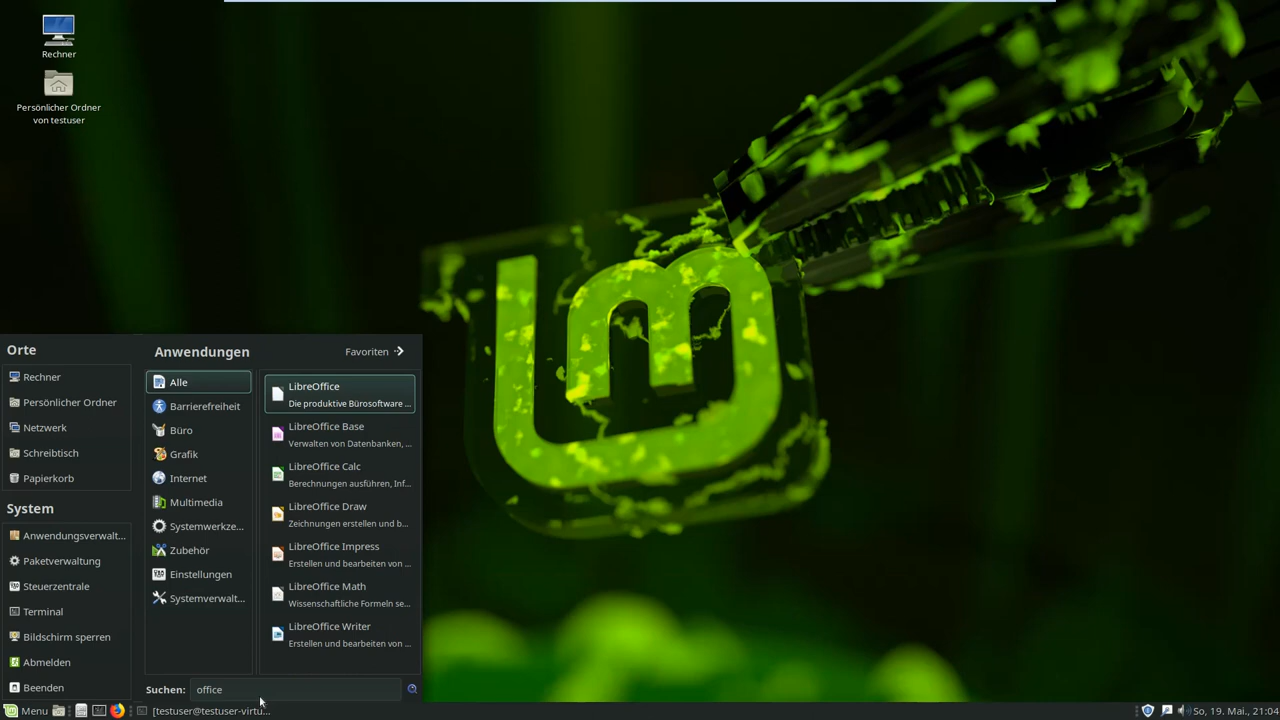 Rechner
Persönlicher Ordner
von testuser
Orte
Rechner
Persönlicher Ordner
Netzwerk
Schreibtisch
Papierkorb
System
Anwendungsverwalt...
Paketverwaltung
Steuerzentrale
Terminal
Bildschirm sperren
Abmelden
Beenden
Anwendungen
Favoriten
Alle
Barrierefreiheit
Büro
Grafik
Internet
Multimedia
Systemwerkze...
Zubehör
Einstellungen
Systemverwalt...
LibreOffice
Die produktive Bürosoftware ...
LibreOffice Base
Verwalten von Datenbanken, ...
LibreOffice Calc
Berechnungen ausführen, Inf...
LibreOffice Draw
Zeichnungen erstellen und b...
LibreOffice Impress
Erstellen und bearbeiten von ...
LibreOffice Math
Wissenschaftliche Formeln se...
LibreOffice Writer
Erstellen und bearbeiten von ...
Suchen: office
Menu [testuser@testuser-virtu... So, 19. Mai., 21:04